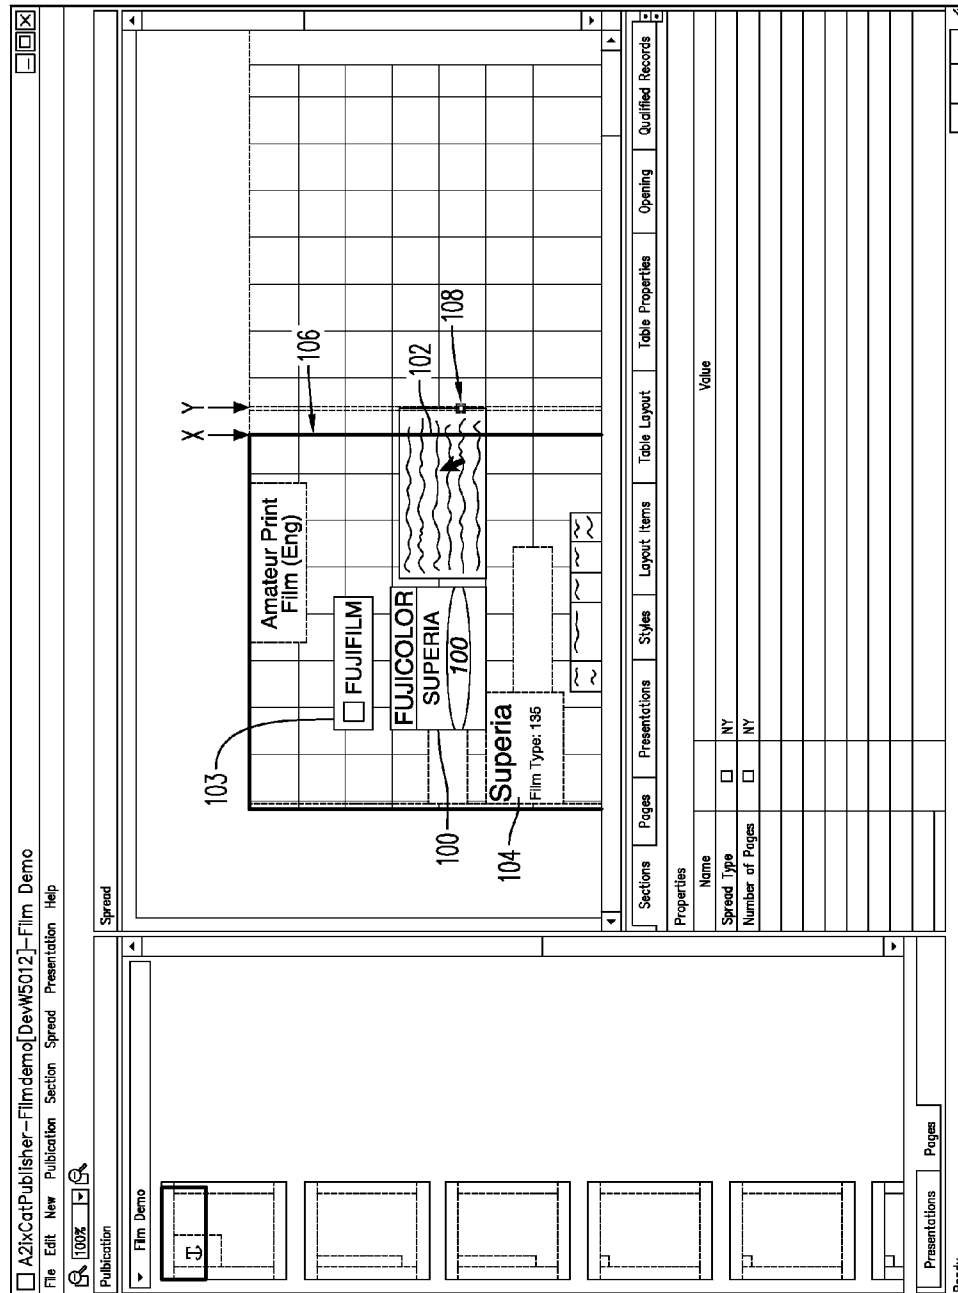 A2ixCatPublisher-Filmdemo[DevW5012]-Film Demo
File Edit New Pulbication Section Spread Presentation Help
100%
Pulbication
Film Demo
Presentations
Pages
Spread
X
Y
106
Amateur Print
Film (Eng)
103
FUJIFILM
FUJICOLOR
SUPERIA
100
102
108
100
104
Superia
Film Type: 135
Sections
Pages
Presentations
Styles
Layout Items
Table Layout
Table Properties
Opening
Qualified Records
Properties
Name
Value
Spread Type
NY
Number of Pages
NY